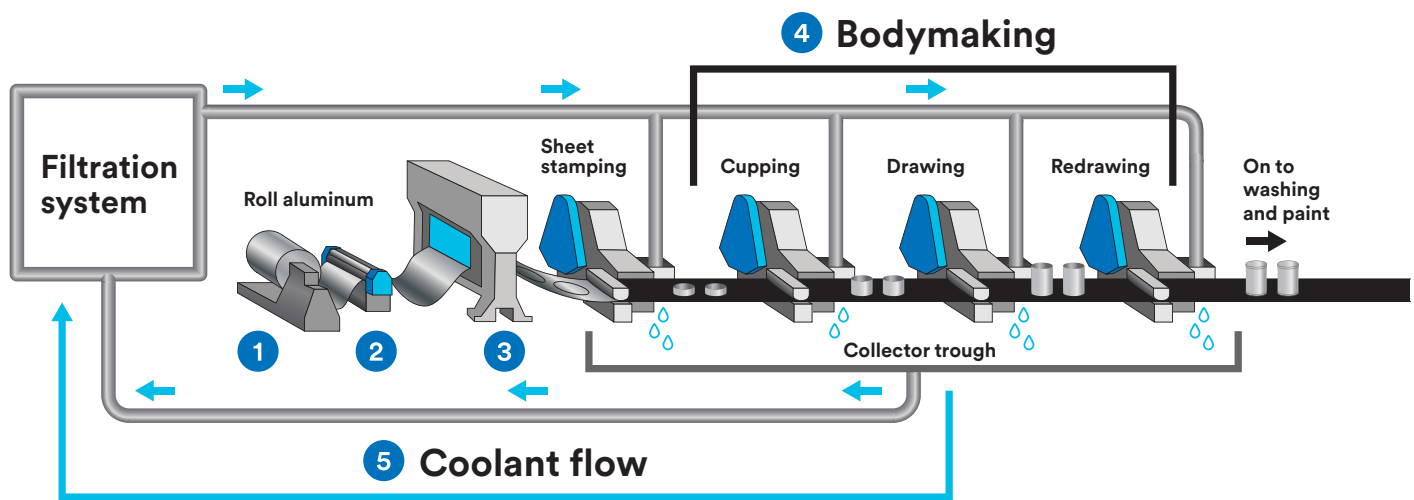 4 Bodymaking
Filtration
system
Roll aluminum
Sheet
stamping
Cupping
Drawing
Redrawing
On to
washing
and paint
1
2
3
Collector trough
5 Coolant flow